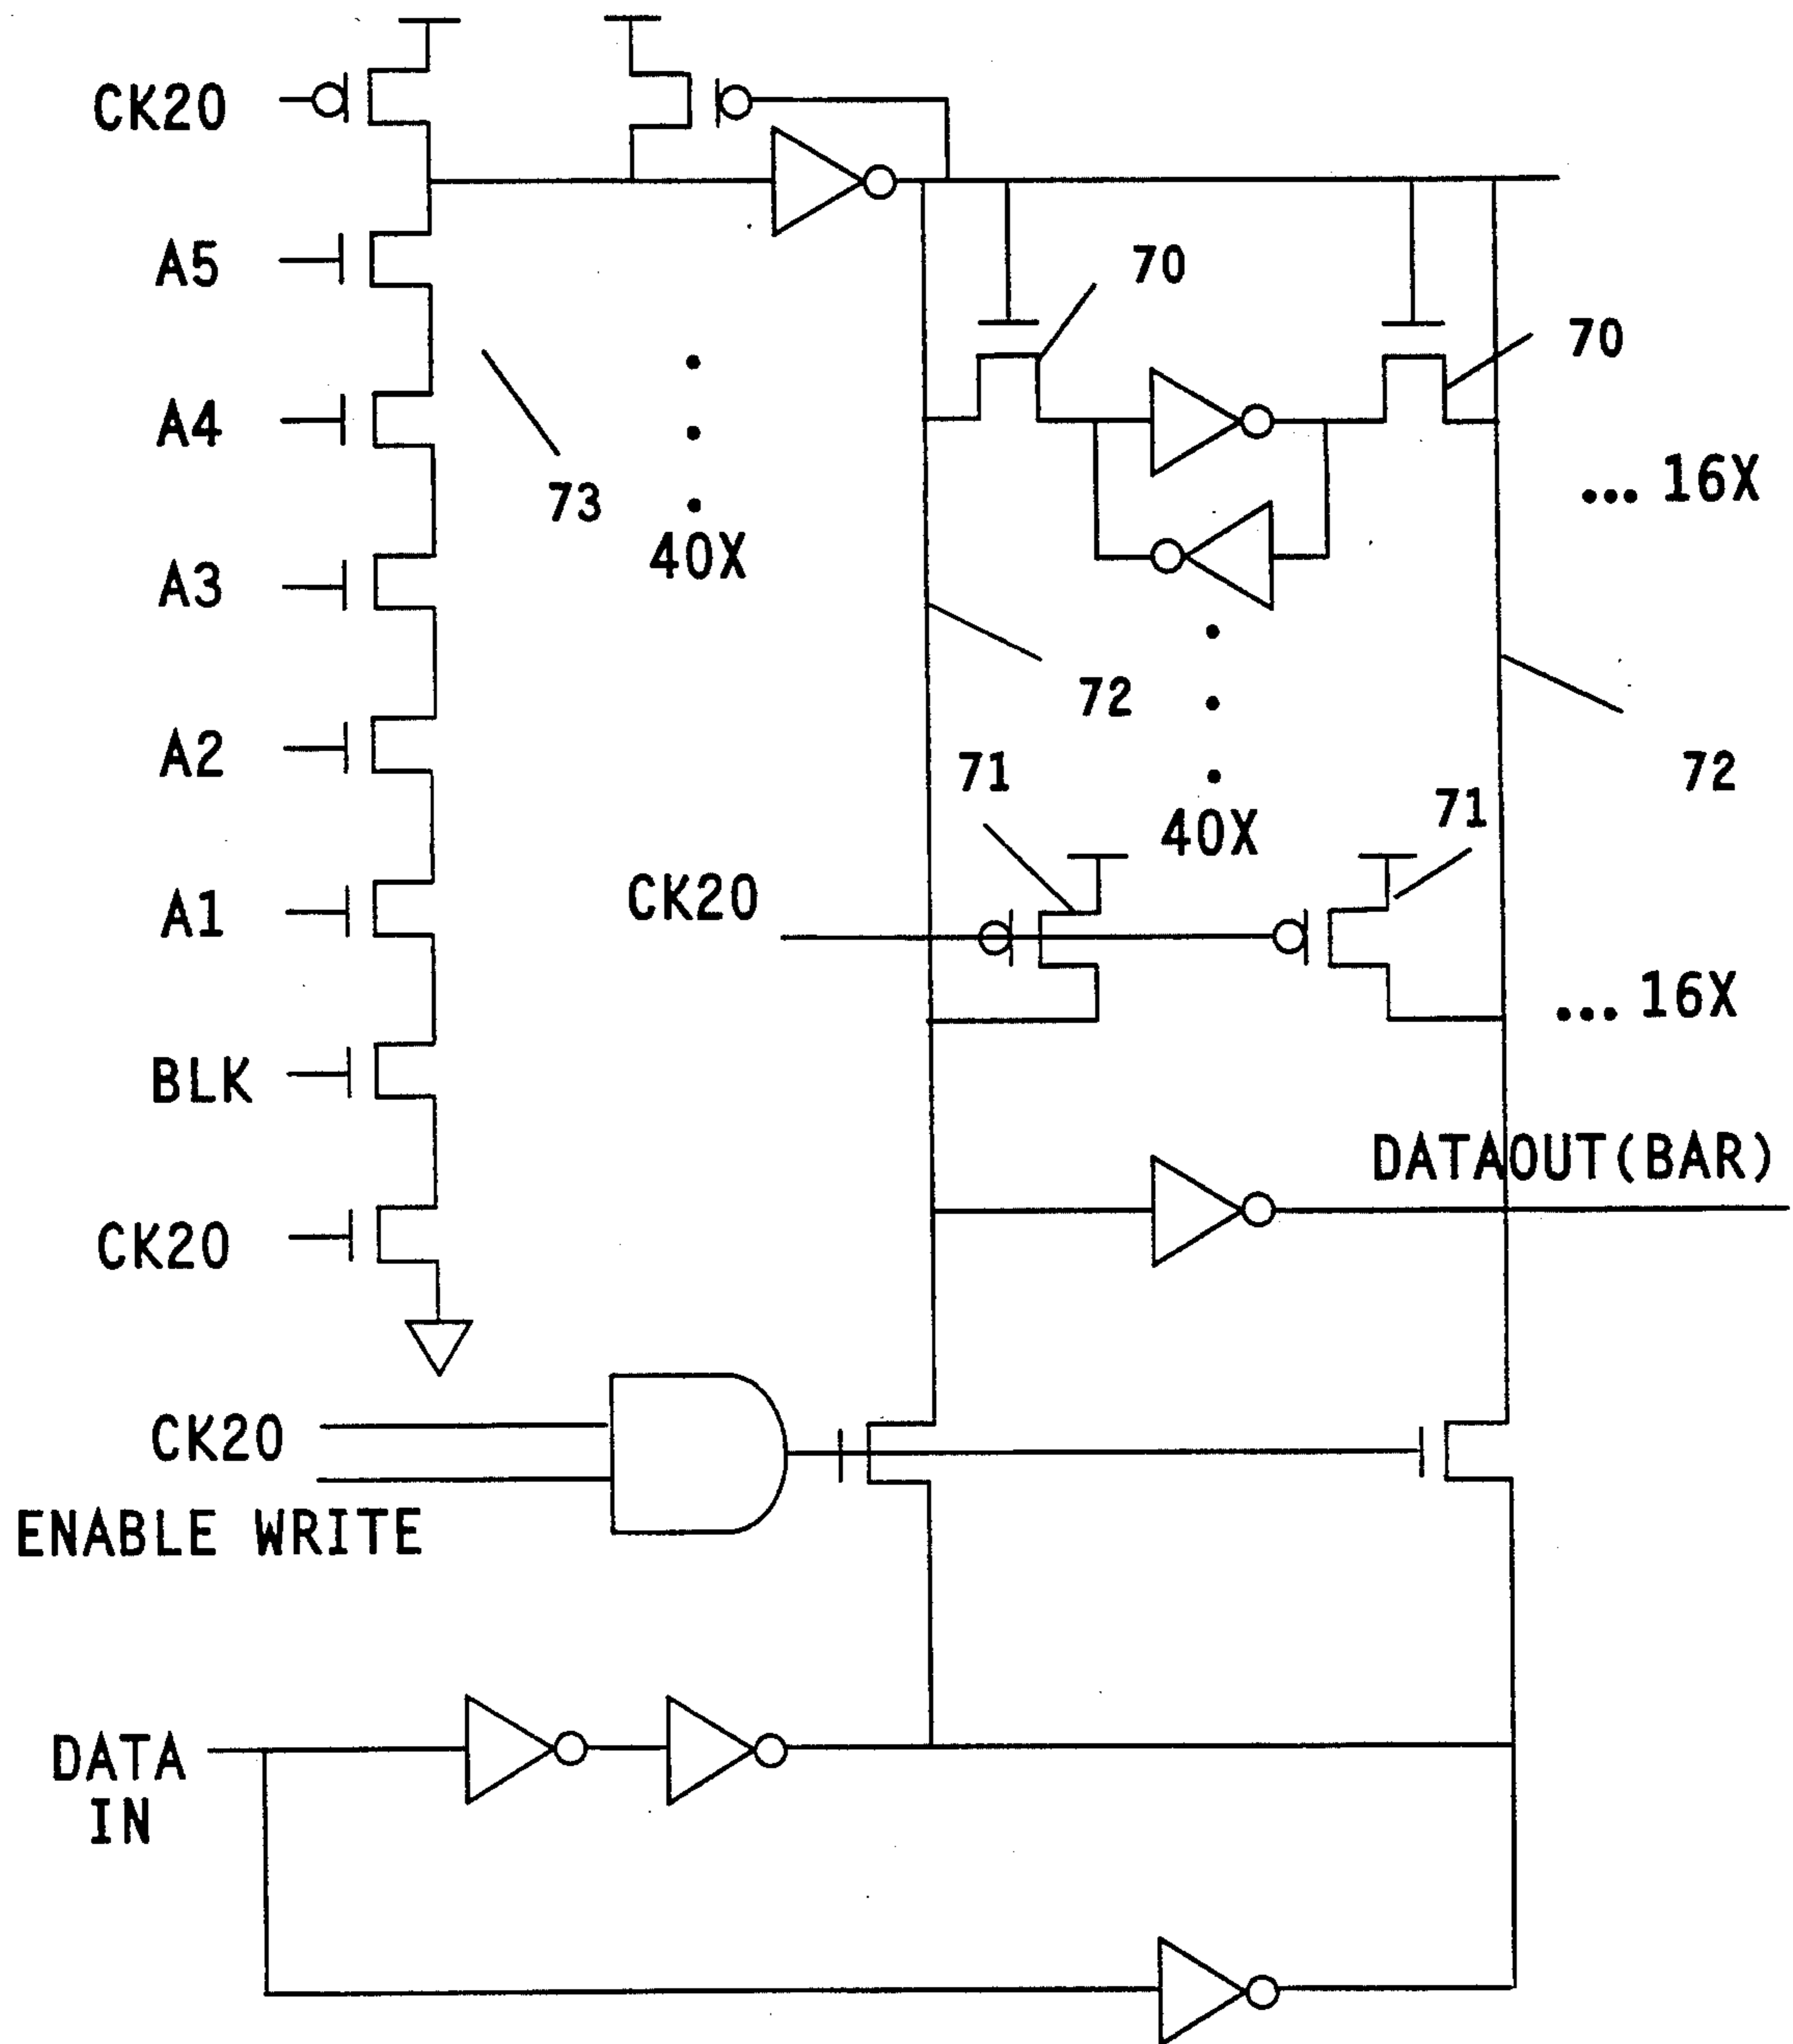 CK20
A5
70
70
A4
73
... 16X
40X
A3
72
A2
71
72
71
40X
CK20
A1
... 16X
BLK
DATAOUT(BAR)
CK20
CK20
ENABLE WRITE
DATA
IN